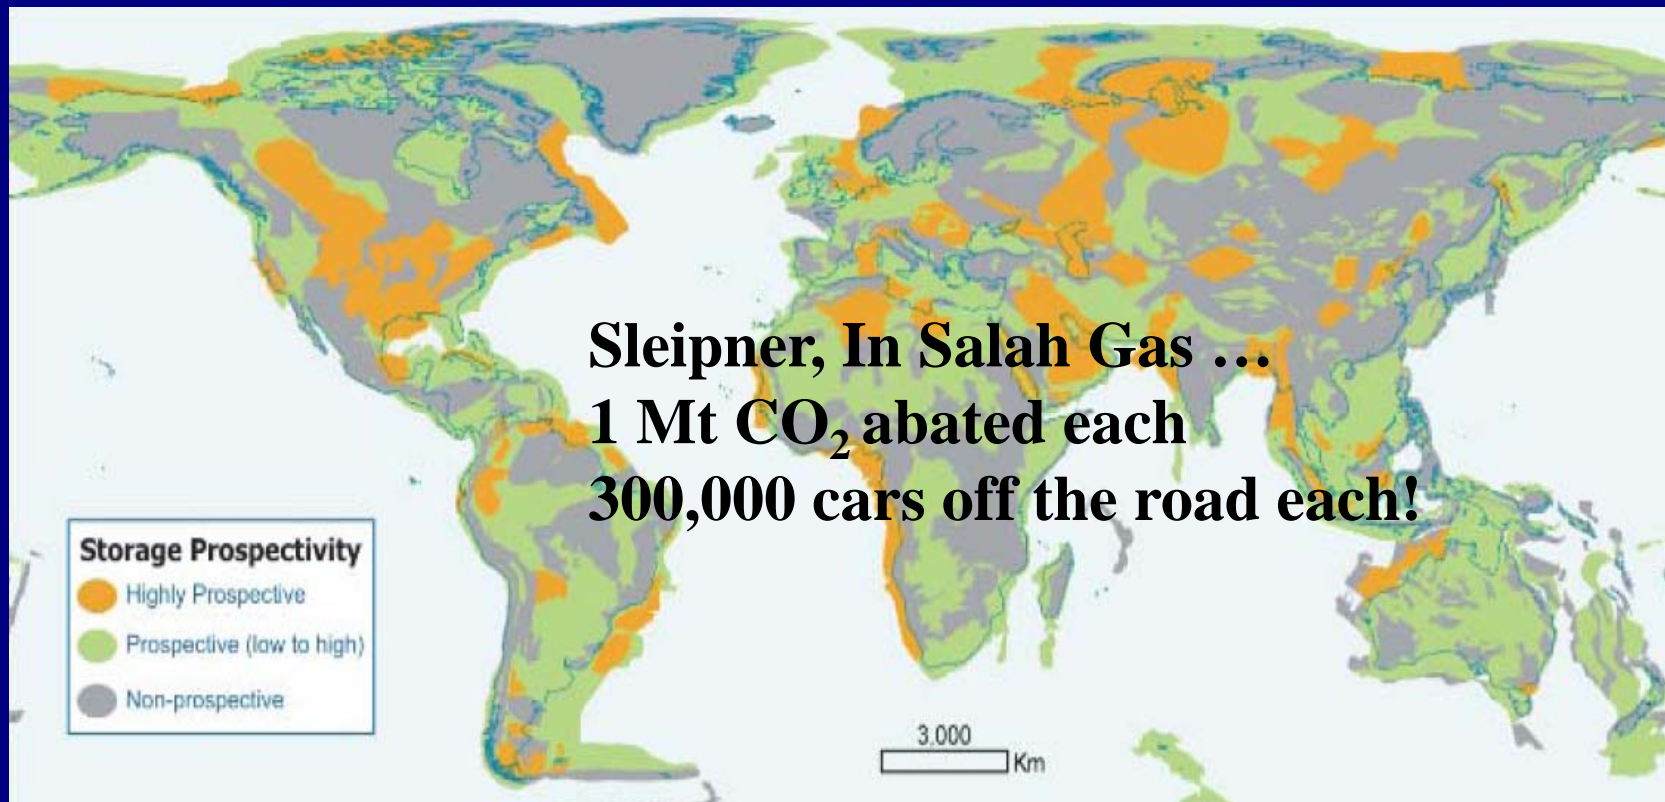 Sleipner, In Salah Gas …
1 Mt CO₂ abated each
300,000 cars off the road each!
Storage Prospectivity
Highly Prospective
Prospective (low to high)
Non-prospective
3,000
Km